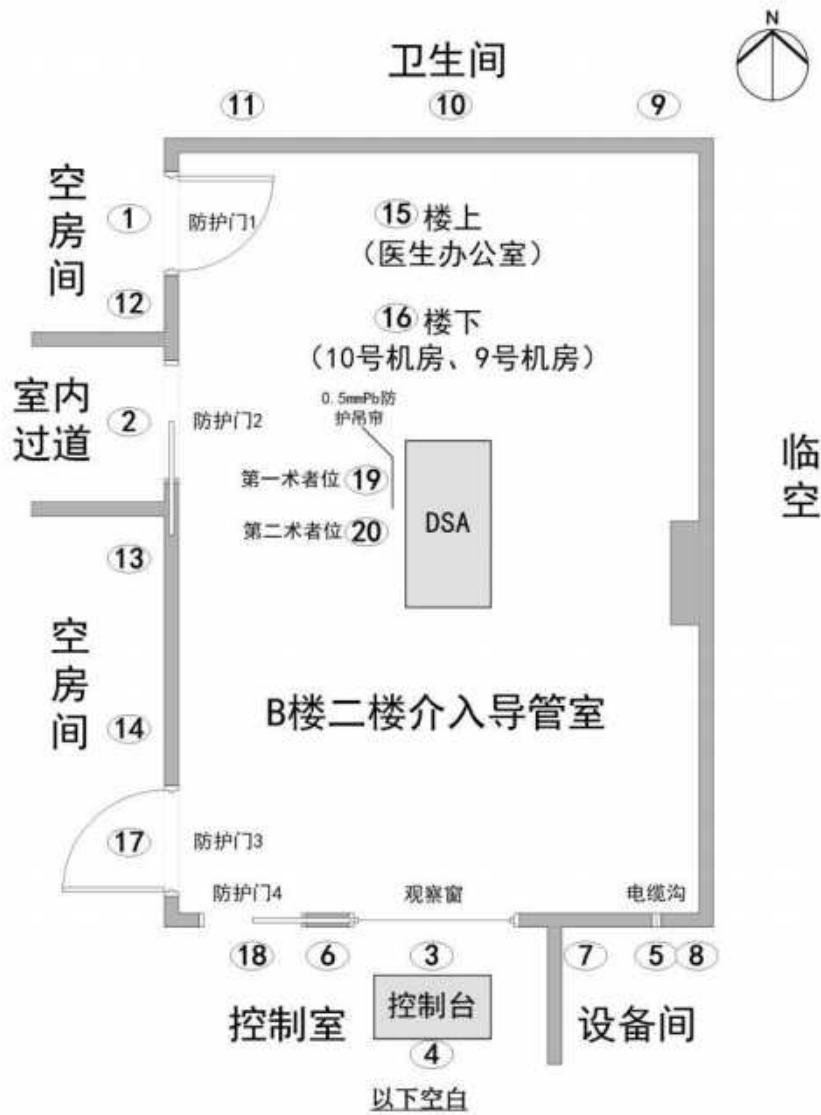 N
卫生间
11
10
9
空房间
1
防护门1
15 楼上
（医生办公室）
12
16 楼下
（10号机房、9号机房）
室内
过道
2
防护门2
0.5mmPb防
护吊帘
临空
第一术者位 19
第二术者位 20
DSA
13
空房间
14
B楼二楼介入导管室
17
防护门3
防护门4
观察窗
电缆沟
18
6
3
7
5
8
控制室
控制台
设备间
4
以下空白